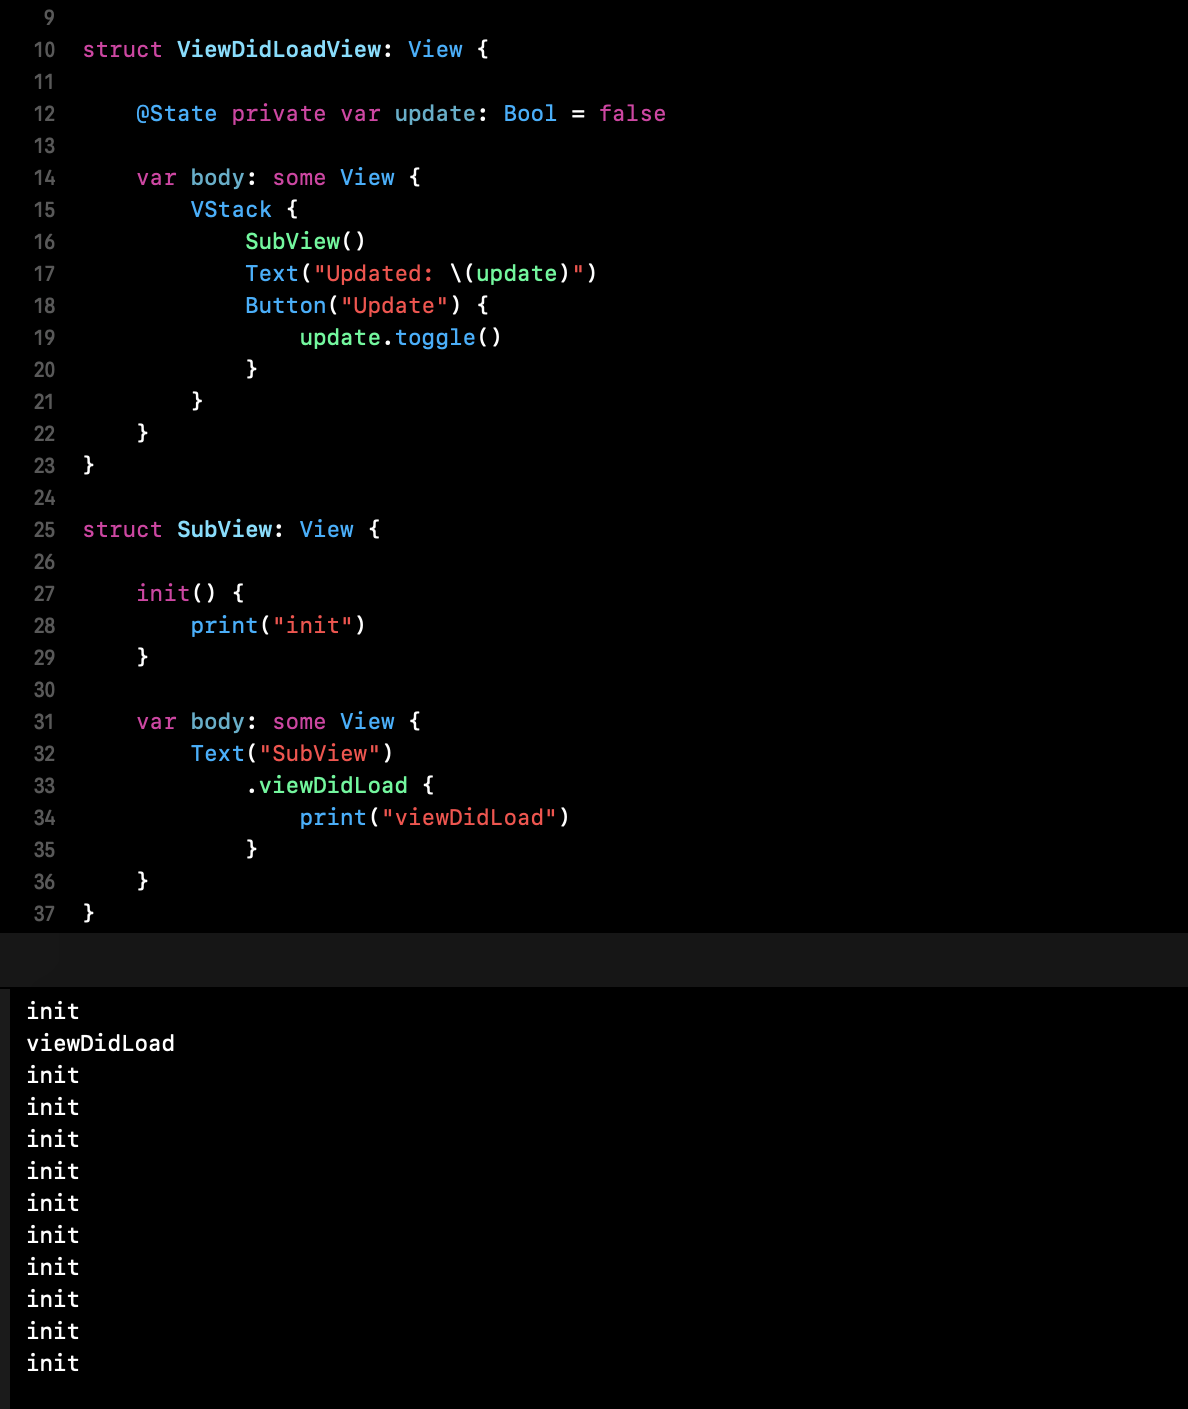 9
10 struct ViewDidLoadView: View {
11
12     @State private var update: Bool = false
13
14     var body: some View {
15         VStack {
16             SubView()
17             Text("Updated: \(update)")
18             Button("Update") {
19                 update.toggle()
20             }
21         }
22     }
23 }
24
25 struct SubView: View {
26
27     init() {
28         print("init")
29     }
30
31     var body: some View {
32         Text("SubView")
33             .viewDidLoad {
34                 print("viewDidLoad")
35             }
36     }
37 }
init
viewDidLoad
init
init
init
init
init
init
init
init
init
init